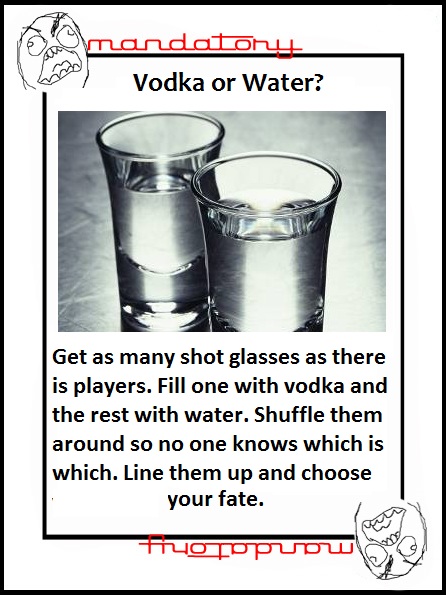 mandatory
Vodka or Water?
Get as many shot glasses as there
is players. Fill one with vodka and
the rest with water. Shuffle them
around so no one knows which is
which. Line them up and choose
your fate.
mandatory